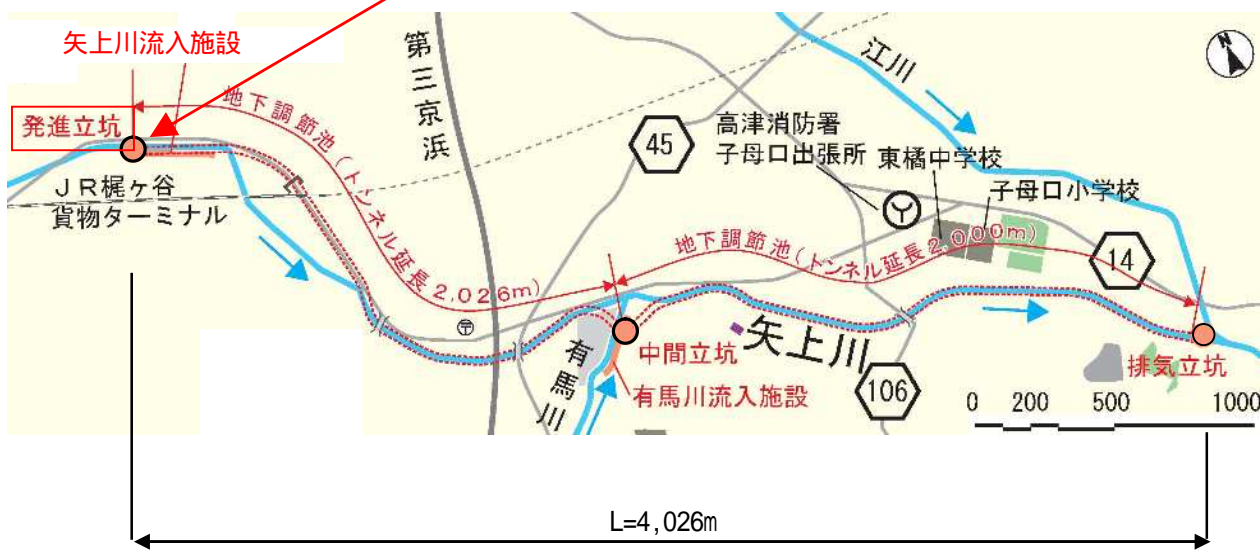 矢上川流入施設
発進立坑
JR梶ヶ谷
貨物ターミナル
地下調節池(トンネル延長2,026m)
第三京浜
45
江川
N
高津消防署
子母口出張所
東橘中学校
子母口小学校
地下調節池(トンネル延長2,000m)
14
〒
有馬川
中間立坑
有馬川流入施設
矢上川
106
排気立坑
0 200 500 1000
L=4,026m